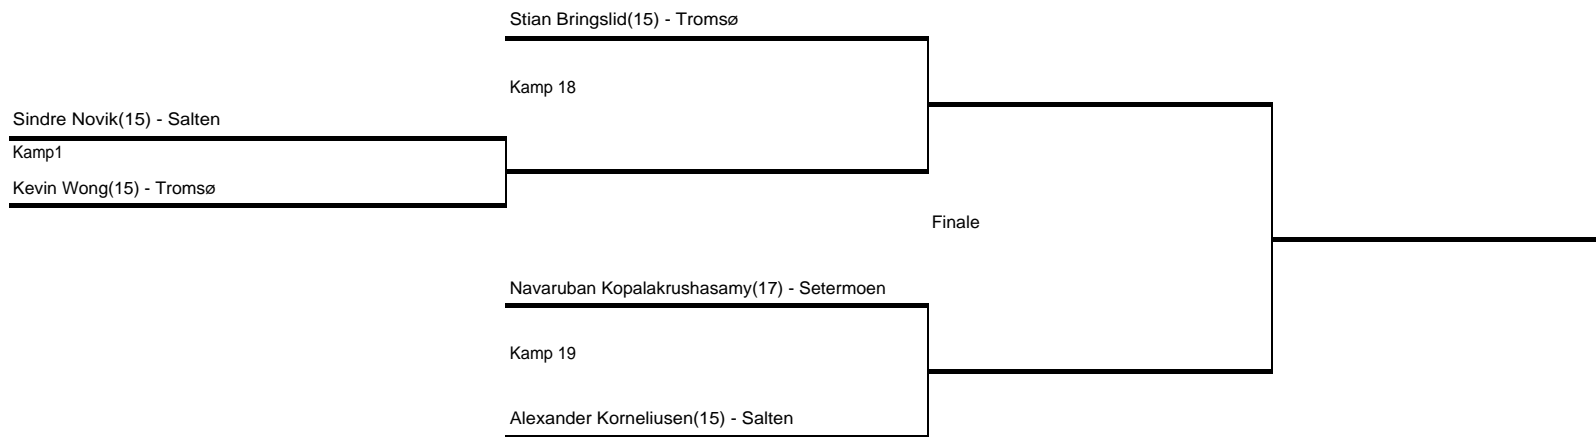 Stian Bringslid(15) - Tromsø
Kamp 18
Sindre Novik(15) - Salten
Kamp1
Kevin Wong(15) - Tromsø
Finale
Navaruban Kopalakrushasamy(17) - Setermoen
Kamp 19
Alexander Korneliusen(15) - Salten